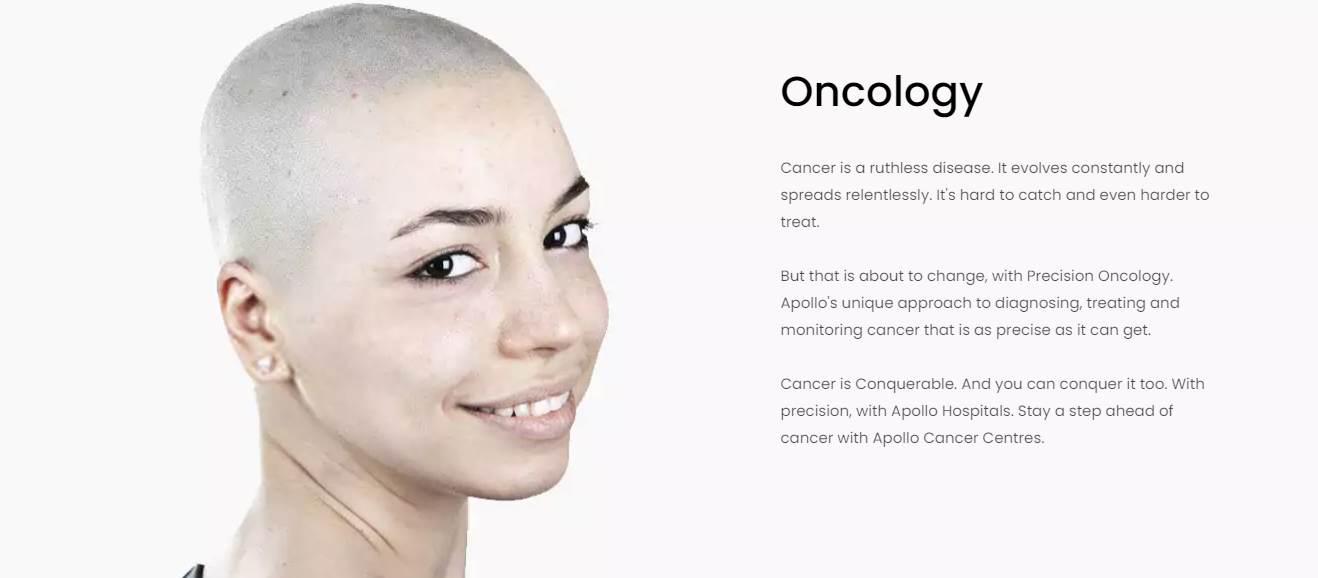 Oncology
Cancer is a ruthless disease. It evolves constantly and
spreads relentlessly. It's hard to catch and even harder to
treat.
But that is about to change, with Precision Oncology.
Apollo's unique approach to diagnosing, treating and
monitoring cancer that is as precise as it can get.
Cancer is Conquerable. And you can conquer it too. With
precision, with Apollo Hospitals. Stay a step ahead of
cancer with Apollo Cancer Centres.